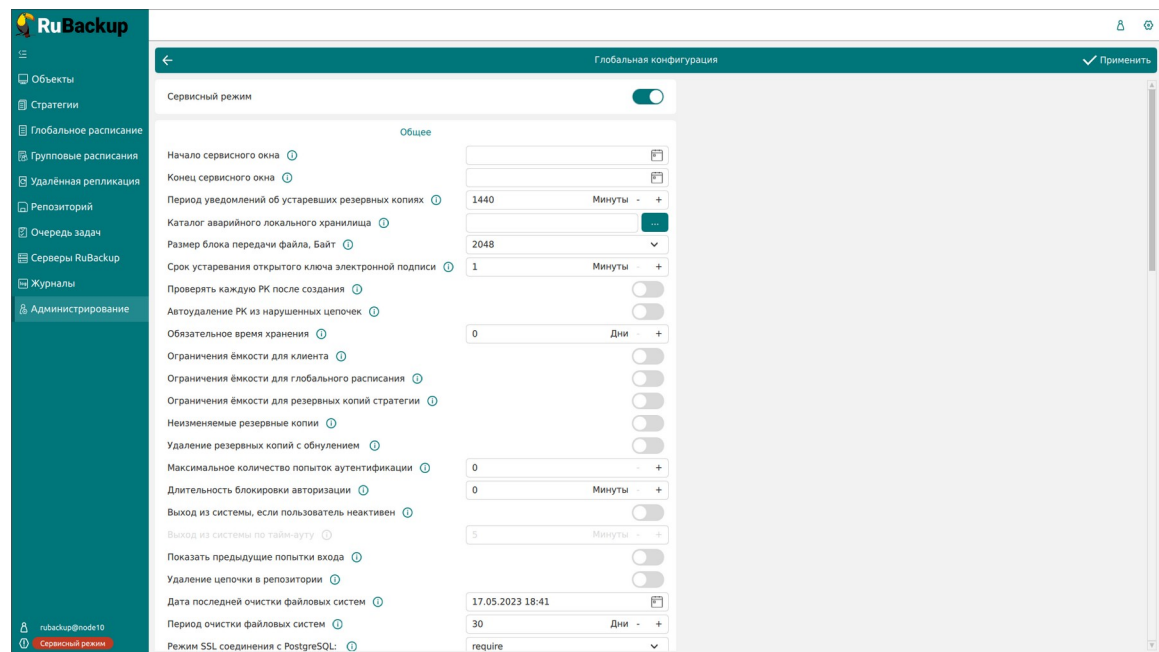 RuBackup
Объекты
Стратегии
Глобальное расписание
Групповые расписания
Удалённая репликация
Репозиторий
Очередь задач
Серверы RuBackup
Журналы
Администрирование
rubackup@node10
Сервисный режим
Глобальная конфигурация
Применить
Сервисный режим
Общее
Начало сервисного окна
Конец сервисного окна
Период уведомлений об устаревших резервных копиях 1440 Минуты - +
Каталог аварийного локального хранилища ...
Размер блока передачи файла, Байт 2048
Срок устаревания открытого ключа электронной подписи 1 Минуты - +
Проверять каждую РК после создания
Автоудаление РК из нарушенных цепочек
Обязательное время хранения 0 Дни - +
Ограничения ёмкости для клиента
Ограничения ёмкости для глобального расписания
Ограничения ёмкости для резервных копий стратегии
Неизменяемые резервные копии
Удаление резервных копий с обнулением
Максимальное количество попыток аутентификации 0 - +
Длительность блокировки авторизации 0 Минуты - +
Выход из системы, если пользователь неактивен
Выход из системы по тайм-ауту 5 Минуты - +
Показать предыдущие попытки входа
Удаление цепочки в репозитории
Дата последней очистки файловых систем 17.05.2023 18:41
Период очистки файловых систем 30 Дни - +
Режим SSL соединения с PostgreSQL: require